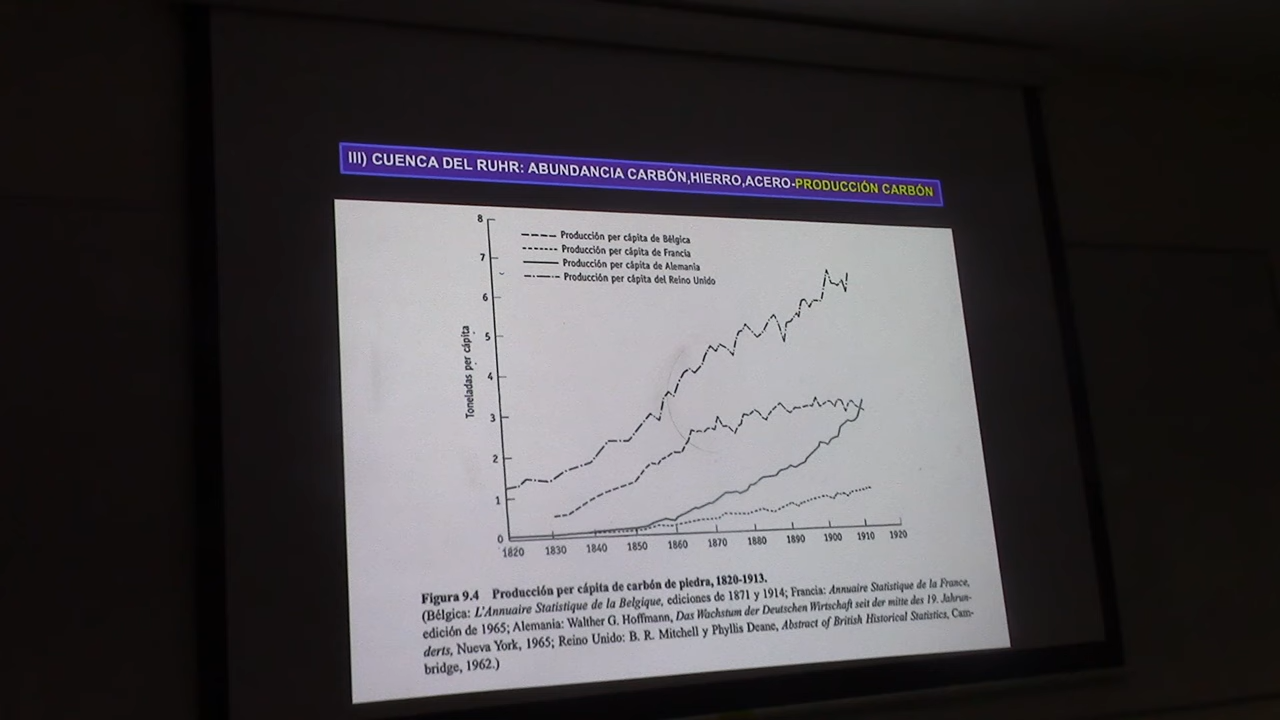 III) CUENCA DEL RUHR: ABUNDANCIA CARBÓN,HIERRO,ACERO-PRODUCCIÓN CARBÓN
Producción per cápita de Bélgica
Producción per cápita de Francia
Producción per cápita de Alemania
Producción per cápita del Reino Unido
Toneladas per cápita
8
7
6
5
4
3
2
1
0
1820 1830 1840 1850 1860 1870 1880 1890 1900 1910 1920
Figura 9.4 Producción per cápita de carbón de piedra, 1820-1913.
(Bélgica: L'Annuaire Statistique de la Belgique, ediciones de 1871 y 1914; Francia: Annuaire Statistique de la France,
edición de 1965; Alemania: Walther G. Hoffmann, Das Wachstum der Deutschen Wirtschaft seit der mitte des 19. Jahrun-
derts, Nueva York, 1965; Reino Unido: B. R. Mitchell y Phyllis Deane, Abstract of British Historical Statistics, Cam-
bridge, 1962.)